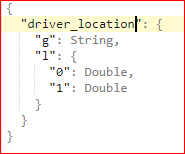 {
  "driver_location": {
    "g": String,
    "l": {
      "0": Double,
      "1": Double
    }
  }
}